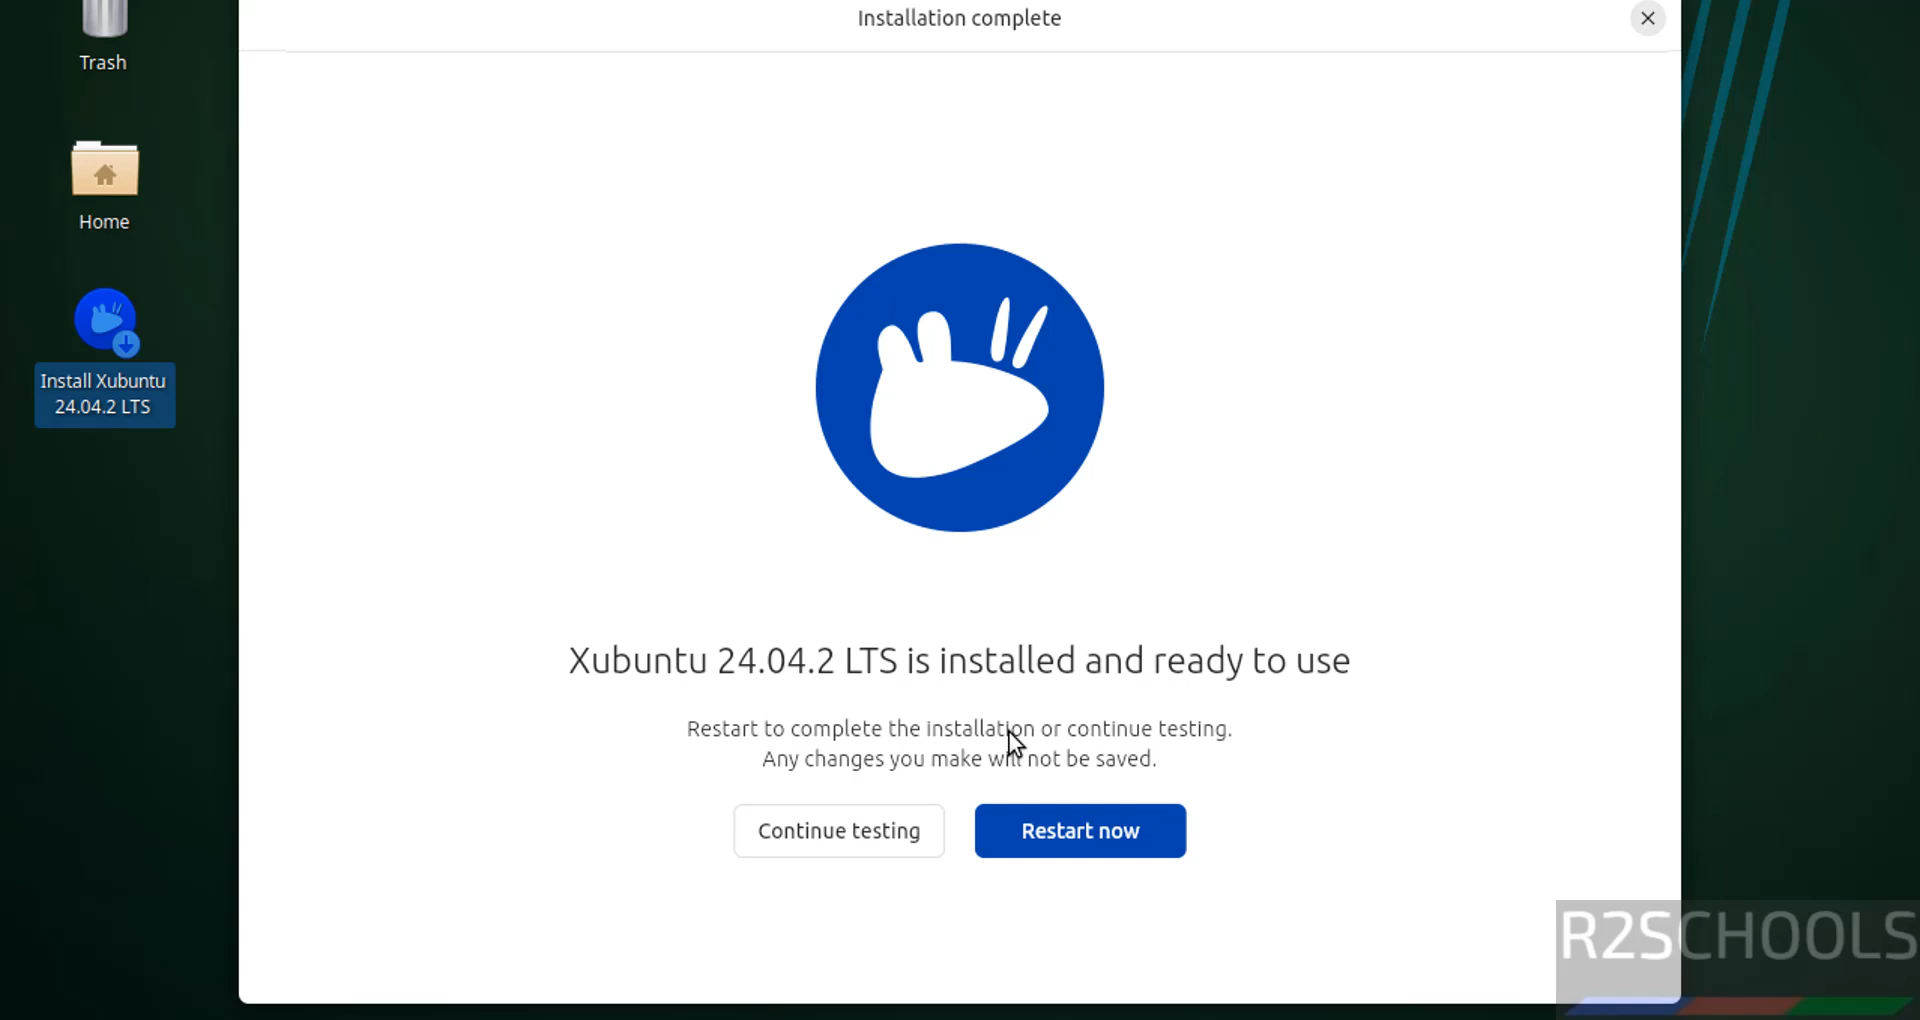 Installation complete
Trash
Home
Install Xubuntu
24.04.2 LTS
Xubuntu 24.04.2 LTS is installed and ready to use
Restart to complete the installation or continue testing.
Any changes you make will not be saved.
Continue testing
Restart now
R2SCHOOLS